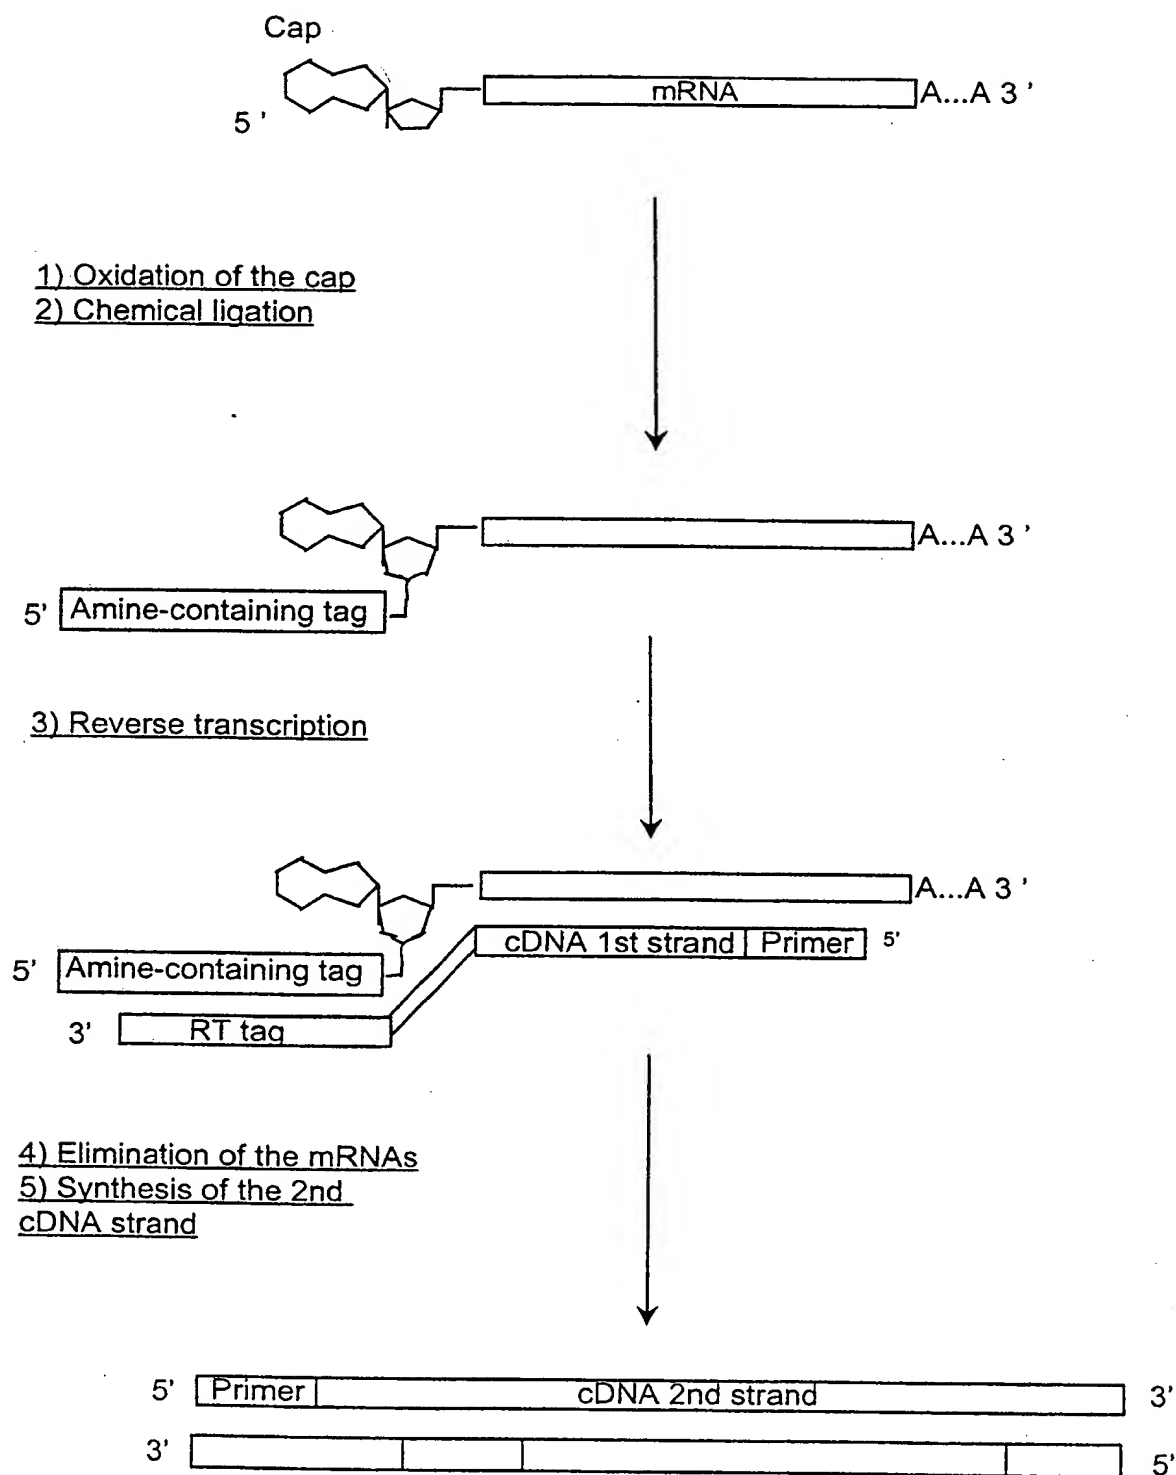 Cap
5 '
mRNA
A...A 3 '
1) Oxidation of the cap
2) Chemical ligation
A...A 3 '
5' Amine-containing tag
3) Reverse transcription
A...A 3 '
cDNA 1st strand Primer 5'
5' Amine-containing tag
3' RT tag
4) Elimination of the mRNAs
5) Synthesis of the 2nd
cDNA strand
5' Primer cDNA 2nd strand 3'
3' 5'